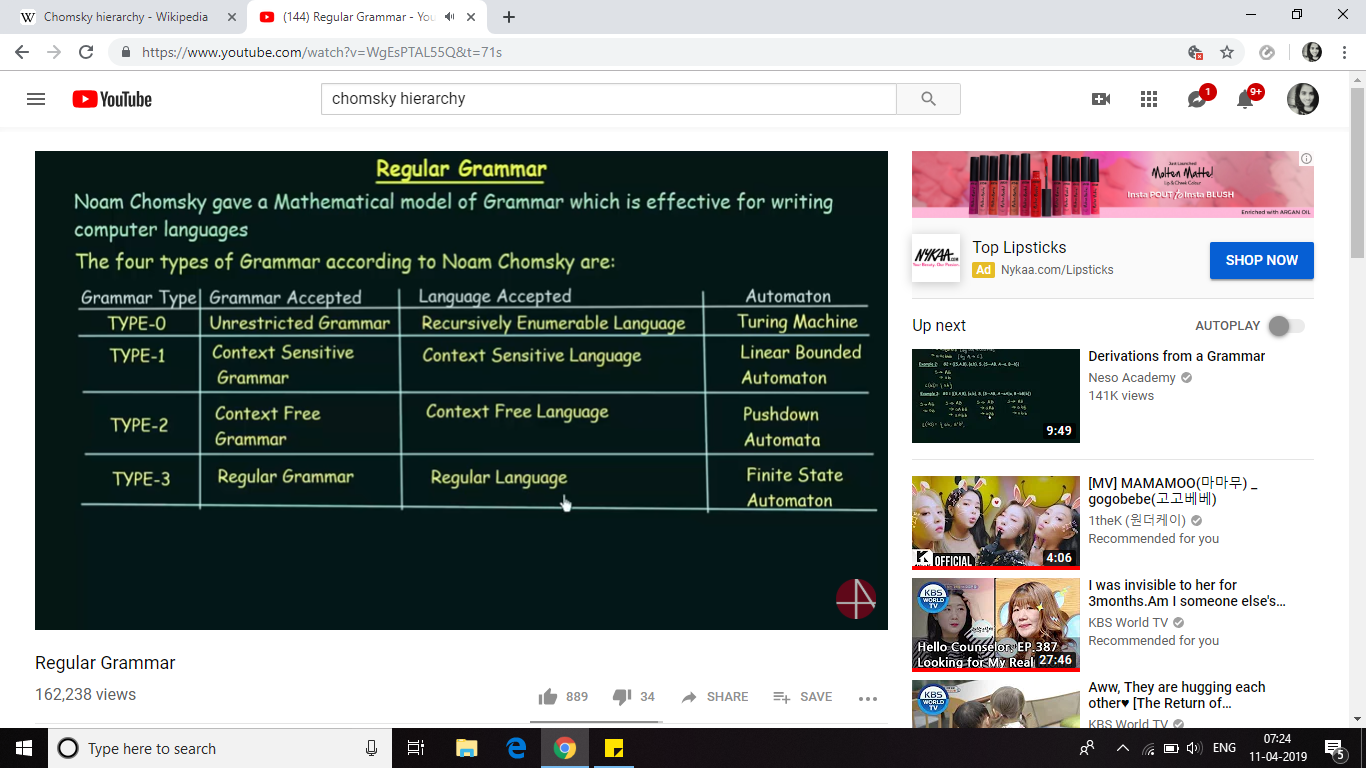 Chomsky hierarchy - Wikipedia
(144) Regular Grammar - You
https://www.youtube.com/watch?v=WgEsPTAL55Q&t=71s
YouTube
chomsky hierarchy
1
9+
Regular Grammar
Noam Chomsky gave a Mathematical model of Grammar which is effective for writing
computer languages
The four types of Grammar according to Noam Chomsky are:
Grammar Type Grammar Accepted Language Accepted Automaton
TYPE-0 Unrestricted Grammar Recursively Enumerable Language Turing Machine
TYPE-1 Context Sensitive Grammar Context Sensitive Language Linear Bounded Automaton
TYPE-2 Context Free Grammar Context Free Language Pushdown Automata
TYPE-3 Regular Grammar Regular Language Finite State Automaton
Regular Grammar
162,238 views
889
34
SHARE
SAVE
Just Launched
Molten Matte!
Lip & Cheek Colour
Insta POUT to Insta BLUSH
Enriched with ARGAN OIL
NYKAA.COM
Top Lipsticks
Ad Nykaa.com/Lipsticks
SHOP NOW
Up next
AUTOPLAY
9:49
Derivations from a Grammar
Neso Academy
141K views
OFFICIAL
4:06
[MV] MAMAMOO(마마무) _
gogobebe(고고베베)
1theK (원더케이)
Recommended for you
KBS
WORLD
TV
Hello Counselor, EP.387
Looking for My Real
27:46
I was invisible to her for
3months.Am I someone else's...
KBS World TV
Recommended for you
KBS
WORLD
TV
Aww, They are hugging each
other♥ [The Return of...
KBS World TV
Type here to search
ENG
07:24
11-04-2019
5